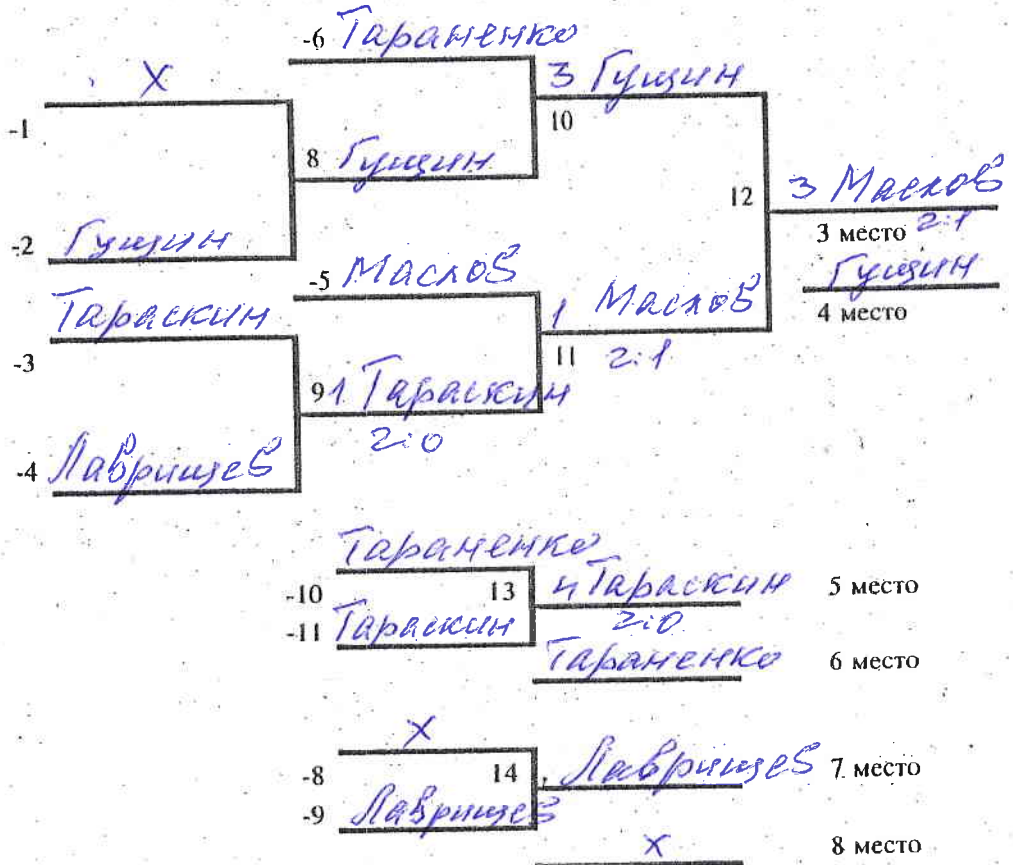 -6 Тараненко
X
3 Гущин
-1
10
8 Гущин
12
3 Маслов
-2 Гущин
3 место 2:1
-5 Маслов
Гущин
Тараскин
1 Маслов
4 место
-3
11 2:1
9 1 Тараскин
2:0
-4 Лаврищев
Тараненко
-10 13 Тараскин 5 место
-11 Тараскин 2:0
Тараненко 6 место
X
-8 14 Лаврищев 7 место
-9 Лаврищев
X 8 место